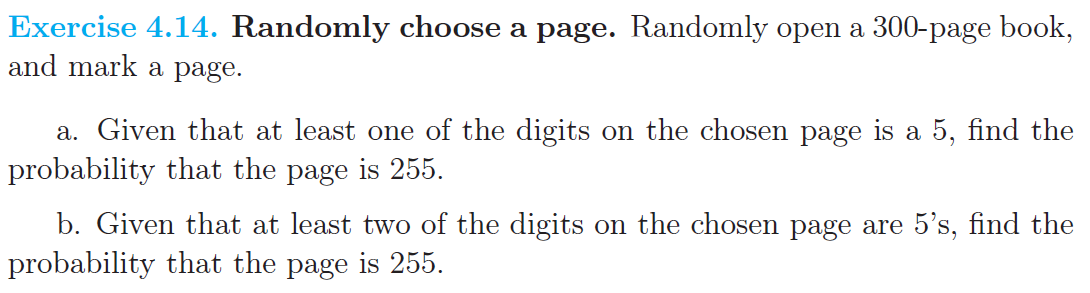 Exercise 4.14. Randomly choose a page. Randomly open a 300-page book,
and mark a page.
a. Given that at least one of the digits on the chosen page is a 5, find the
probability that the page is 255.
b. Given that at least two of the digits on the chosen page are 5's, find the
probability that the page is 255.